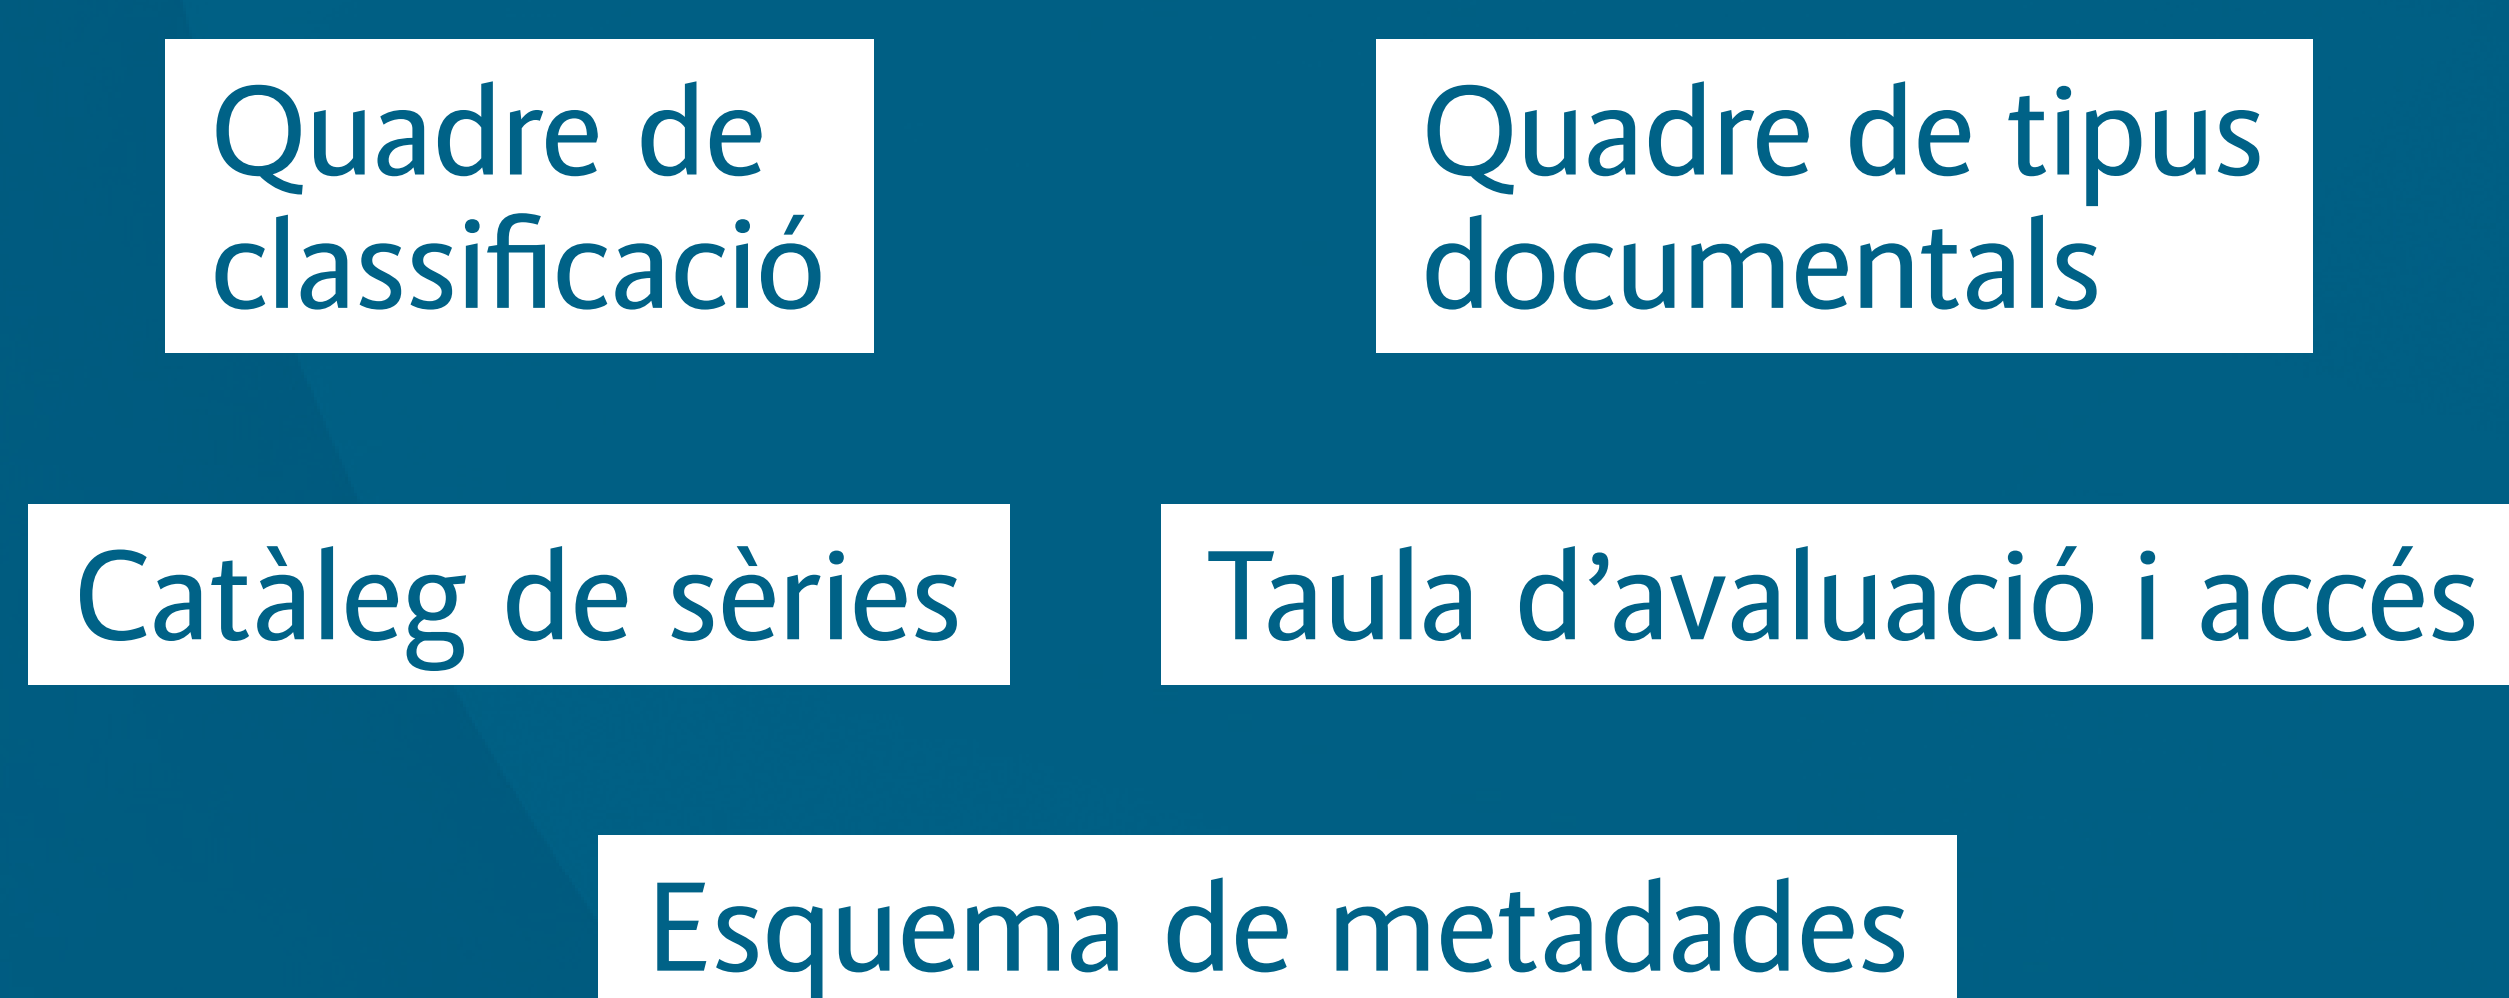 Quadre de
classificació
Quadre de tipus
documentals
Catàleg de sèries
Taula d’avaluació i accés
Esquema de metadades